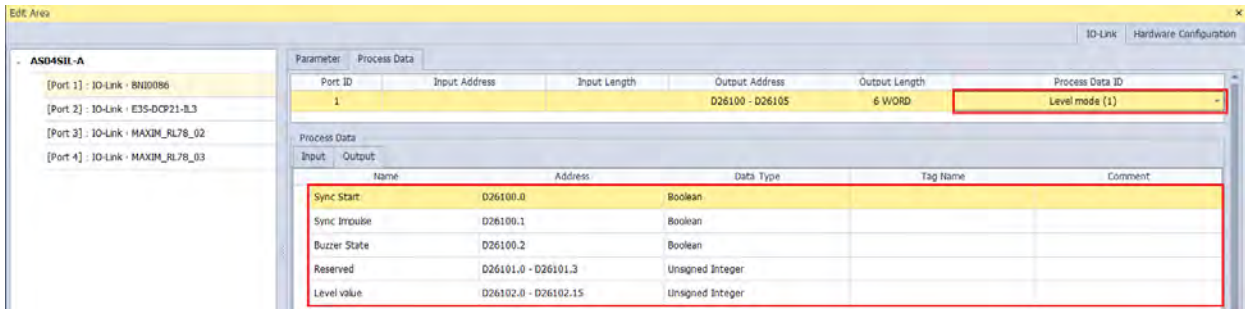 Edit Area
IO-Link Hardware Configuration
AS04SIL-A
[Port 1] : IO-Link - BNI0086
[Port 2] : IO-Link - E3S-DCP21-IL3
[Port 3] : IO-Link - MAXIM_RL78_02
[Port 4] : IO-Link - MAXIM_RL78_03
Parameter Process Data
Port ID Input Address Input Length Output Address Output Length Process Data ID
1 D26100 - D26105 6 WORD Level mode (1)
Process Data
Input Output
Name Address Data Type Tag Name Comment
Sync Start D26100.0 Boolean
Sync Impulse D26100.1 Boolean
Buzzer State D26100.2 Boolean
Reserved D26101.0 - D26101.3 Unsigned Integer
Level value D26102.0 - D26102.15 Unsigned Integer